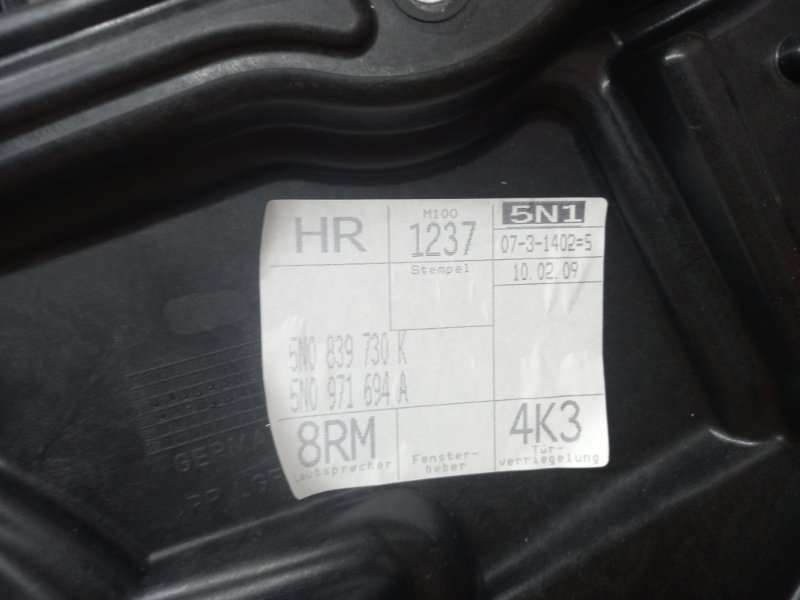 HR
M100
1237
Stempel
5N1
07-3-1402=5
10.02.09
5N0 839 730 K
5N0 971 694 A
8RM
Lautsprecher
Fenster-
heber
4K3
Tür-
verriegelung